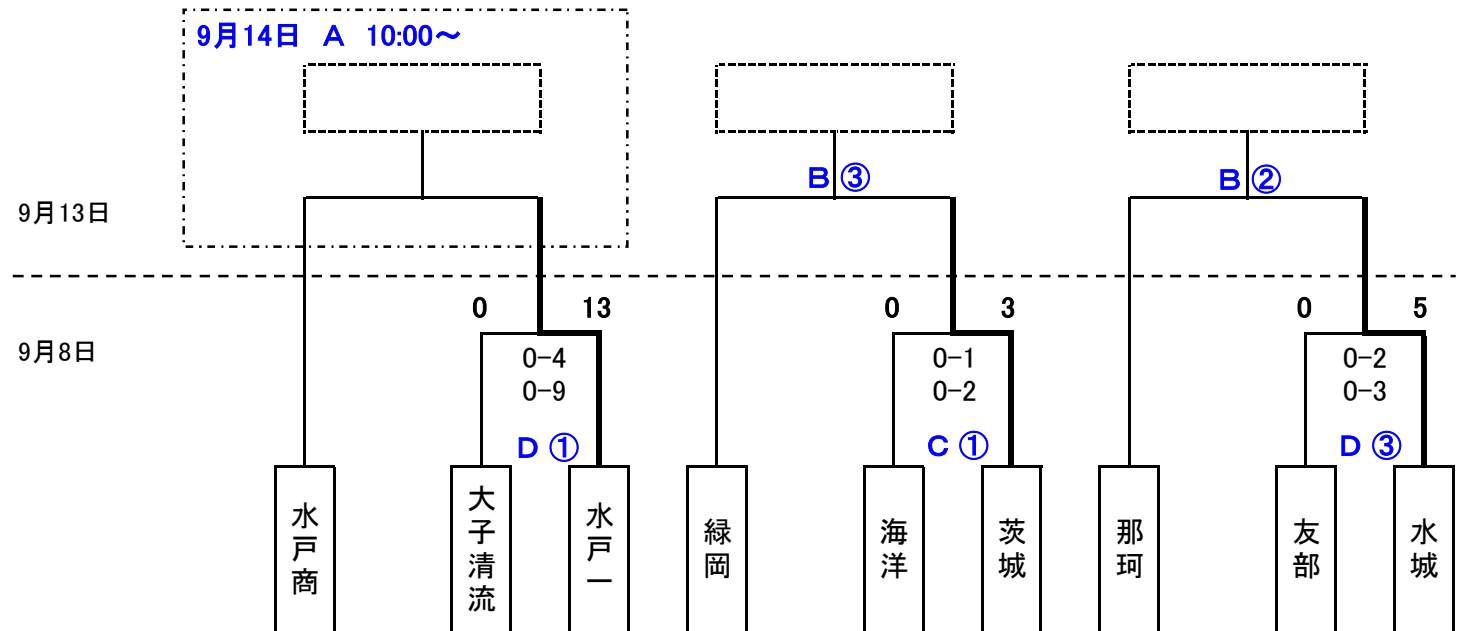 9月14日 A 10:00～
B ③
B ②
9月13日
0 13
0 3
0 5
9月8日
0-4
0-9
0-1
0-2
0-2
0-3
D ①
C ①
D ③
水戸商
大子清流
水戸一
緑岡
海洋
茨城
那珂
友部
水城